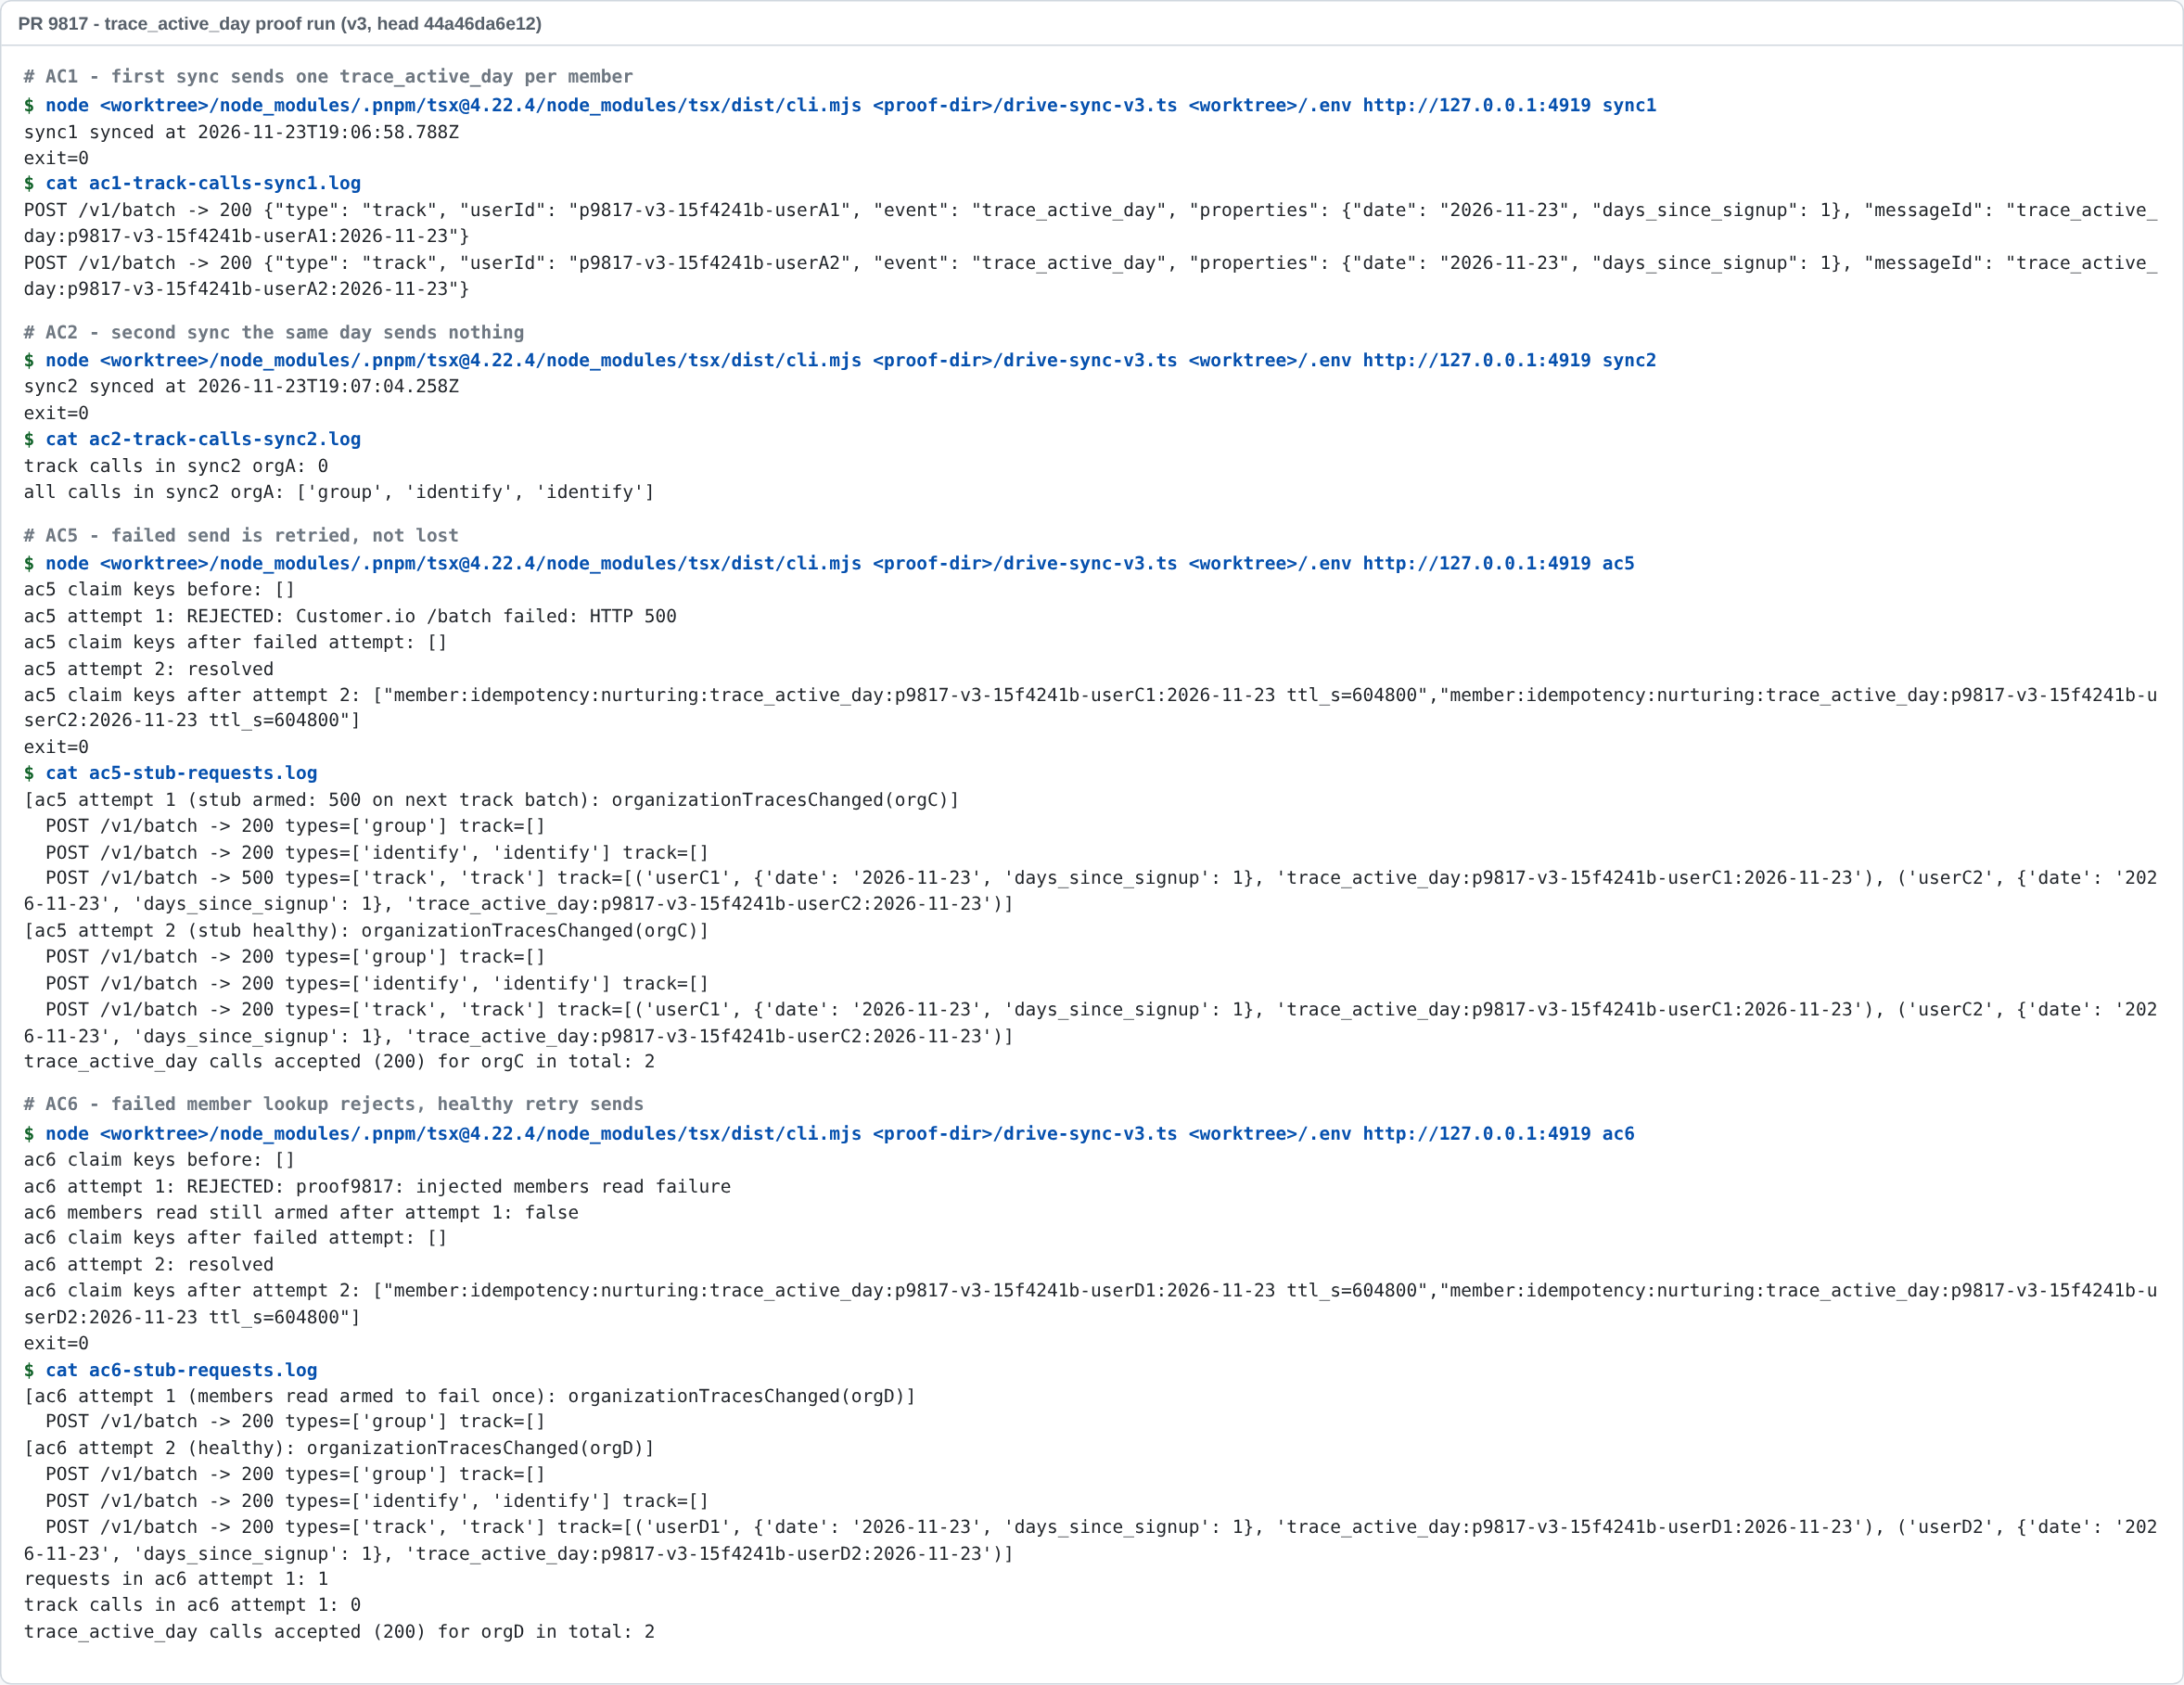 PR 9817 - trace_active_day proof run (v3, head 44a46da6e12)
# AC1 - first sync sends one trace_active_day per member
$ node <worktree>/node_modules/.pnpm/tsx@4.22.4/node_modules/tsx/dist/cli.mjs <proof-dir>/drive-sync-v3.ts <worktree>/.env http://127.0.0.1:4919 sync1
sync1 synced at 2026-11-23T19:06:58.788Z
exit=0
$ cat ac1-track-calls-sync1.log
POST /v1/batch -> 200 {"type": "track", "userId": "p9817-v3-15f4241b-userA1", "event": "trace_active_day", "properties": {"date": "2026-11-23", "days_since_signup": 1}, "messageId": "trace_active_
day:p9817-v3-15f4241b-userA1:2026-11-23"}
POST /v1/batch -> 200 {"type": "track", "userId": "p9817-v3-15f4241b-userA2", "event": "trace_active_day", "properties": {"date": "2026-11-23", "days_since_signup": 1}, "messageId": "trace_active_
day:p9817-v3-15f4241b-userA2:2026-11-23"}
# AC2 - second sync the same day sends nothing
$ node <worktree>/node_modules/.pnpm/tsx@4.22.4/node_modules/tsx/dist/cli.mjs <proof-dir>/drive-sync-v3.ts <worktree>/.env http://127.0.0.1:4919 sync2
sync2 synced at 2026-11-23T19:07:04.258Z
exit=0
$ cat ac2-track-calls-sync2.log
track calls in sync2 orgA: 0
all calls in sync2 orgA: ['group', 'identify', 'identify']
# AC5 - failed send is retried, not lost
$ node <worktree>/node_modules/.pnpm/tsx@4.22.4/node_modules/tsx/dist/cli.mjs <proof-dir>/drive-sync-v3.ts <worktree>/.env http://127.0.0.1:4919 ac5
ac5 claim keys before: []
ac5 attempt 1: REJECTED: Customer.io /batch failed: HTTP 500
ac5 claim keys after failed attempt: []
ac5 attempt 2: resolved
ac5 claim keys after attempt 2: ["member:idempotency:nurturing:trace_active_day:p9817-v3-15f4241b-userC1:2026-11-23 ttl_s=604800","member:idempotency:nurturing:trace_active_day:p9817-v3-15f4241b-u
serC2:2026-11-23 ttl_s=604800"]
exit=0
$ cat ac5-stub-requests.log
[ac5 attempt 1 (stub armed: 500 on next track batch): organizationTracesChanged(orgC)]
  POST /v1/batch -> 200 types=['group'] track=[]
  POST /v1/batch -> 200 types=['identify', 'identify'] track=[]
  POST /v1/batch -> 500 types=['track', 'track'] track=[('userC1', {'date': '2026-11-23', 'days_since_signup': 1}, 'trace_active_day:p9817-v3-15f4241b-userC1:2026-11-23'), ('userC2', {'date': '202
6-11-23', 'days_since_signup': 1}, 'trace_active_day:p9817-v3-15f4241b-userC2:2026-11-23')]
[ac5 attempt 2 (stub healthy): organizationTracesChanged(orgC)]
  POST /v1/batch -> 200 types=['group'] track=[]
  POST /v1/batch -> 200 types=['identify', 'identify'] track=[]
  POST /v1/batch -> 200 types=['track', 'track'] track=[('userC1', {'date': '2026-11-23', 'days_since_signup': 1}, 'trace_active_day:p9817-v3-15f4241b-userC1:2026-11-23'), ('userC2', {'date': '202
6-11-23', 'days_since_signup': 1}, 'trace_active_day:p9817-v3-15f4241b-userC2:2026-11-23')]
trace_active_day calls accepted (200) for orgC in total: 2
# AC6 - failed member lookup rejects, healthy retry sends
$ node <worktree>/node_modules/.pnpm/tsx@4.22.4/node_modules/tsx/dist/cli.mjs <proof-dir>/drive-sync-v3.ts <worktree>/.env http://127.0.0.1:4919 ac6
ac6 claim keys before: []
ac6 attempt 1: REJECTED: proof9817: injected members read failure
ac6 members read still armed after attempt 1: false
ac6 claim keys after failed attempt: []
ac6 attempt 2: resolved
ac6 claim keys after attempt 2: ["member:idempotency:nurturing:trace_active_day:p9817-v3-15f4241b-userD1:2026-11-23 ttl_s=604800","member:idempotency:nurturing:trace_active_day:p9817-v3-15f4241b-u
serD2:2026-11-23 ttl_s=604800"]
exit=0
$ cat ac6-stub-requests.log
[ac6 attempt 1 (members read armed to fail once): organizationTracesChanged(orgD)]
  POST /v1/batch -> 200 types=['group'] track=[]
[ac6 attempt 2 (healthy): organizationTracesChanged(orgD)]
  POST /v1/batch -> 200 types=['group'] track=[]
  POST /v1/batch -> 200 types=['identify', 'identify'] track=[]
  POST /v1/batch -> 200 types=['track', 'track'] track=[('userD1', {'date': '2026-11-23', 'days_since_signup': 1}, 'trace_active_day:p9817-v3-15f4241b-userD1:2026-11-23'), ('userD2', {'date': '202
6-11-23', 'days_since_signup': 1}, 'trace_active_day:p9817-v3-15f4241b-userD2:2026-11-23')]
requests in ac6 attempt 1: 1
track calls in ac6 attempt 1: 0
trace_active_day calls accepted (200) for orgD in total: 2